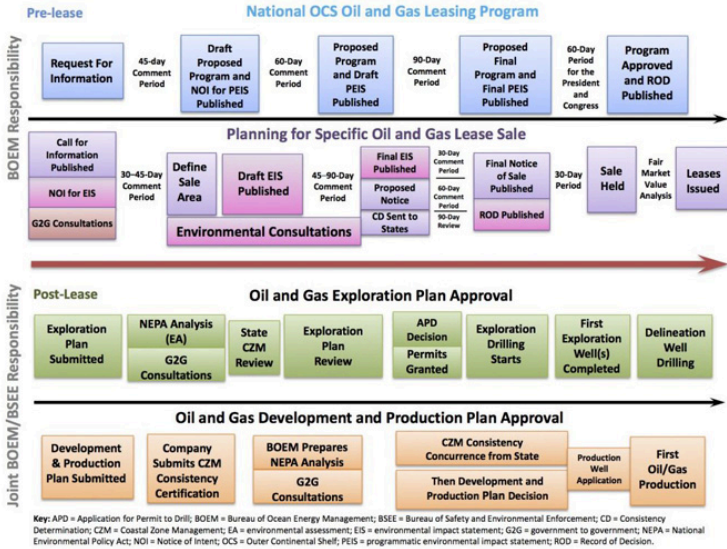 Pre-lease
National OCS Oil and Gas Leasing Program
BOEM Responsibility
Request For
Information
45-day
Comment
Period
Draft
Proposed
Program and
NOI for PEIS
Published
60-Day
Comment
Period
Proposed
Program
and Draft
PEIS
Published
90-Day
Comment
Period
Proposed
Final
Program and
Final PEIS
Published
60-Day
Period
for the
President
and
Congress
Program
Approved
and ROD
Published
Planning for Specific Oil and Gas Lease Sale
Call for
Information
Published
NOI for EIS
G2G Consultations
30–45-Day
Comment
Period
Define
Sale
Area
Draft EIS
Published
Environmental Consultations
45–90-Day
Comment
Period
Final EIS
Published
Proposed
Notice
CD Sent to
States
30-Day
Comment
Period
60-Day
Comment
Period
90-Day
Review
Final Notice
of Sale
Published
ROD Published
30-Day
Period
Sale
Held
Fair
Market
Value
Analysis
Leases
Issued
Post-Lease
Oil and Gas Exploration Plan Approval
Joint BOEM/BSEE Responsibility
Exploration
Plan
Submitted
NEPA Analysis
(EA)
G2G
Consultations
State
CZM
Review
Exploration
Plan
Review
APD
Decision
Permits
Granted
Exploration
Drilling
Starts
First
Exploration
Well(s)
Completed
Delineation
Well
Drilling
Oil and Gas Development and Production Plan Approval
Development
& Production
Plan Submitted
Company
Submits CZM
Consistency
Certification
BOEM Prepares
NEPA Analysis
G2G
Consultations
CZM Consistency
Concurrence from State
Then Development and
Production Plan Decision
Production
Well
Application
First
Oil/Gas
Production
Key: APD = Application for Permit to Drill; BOEM = Bureau of Ocean Energy Management; BSEE = Bureau of Safety and Environmental Enforcement; CD = Consistency
Determination; CZM = Coastal Zone Management; EA = environmental assessment; EIS = environmental impact statement; G2G = government to government; NEPA = National
Environmental Policy Act; NOI = Notice of Intent; OCS = Outer Continental Shelf; PEIS = programmatic environmental impact statement; ROD = Record of Decision.